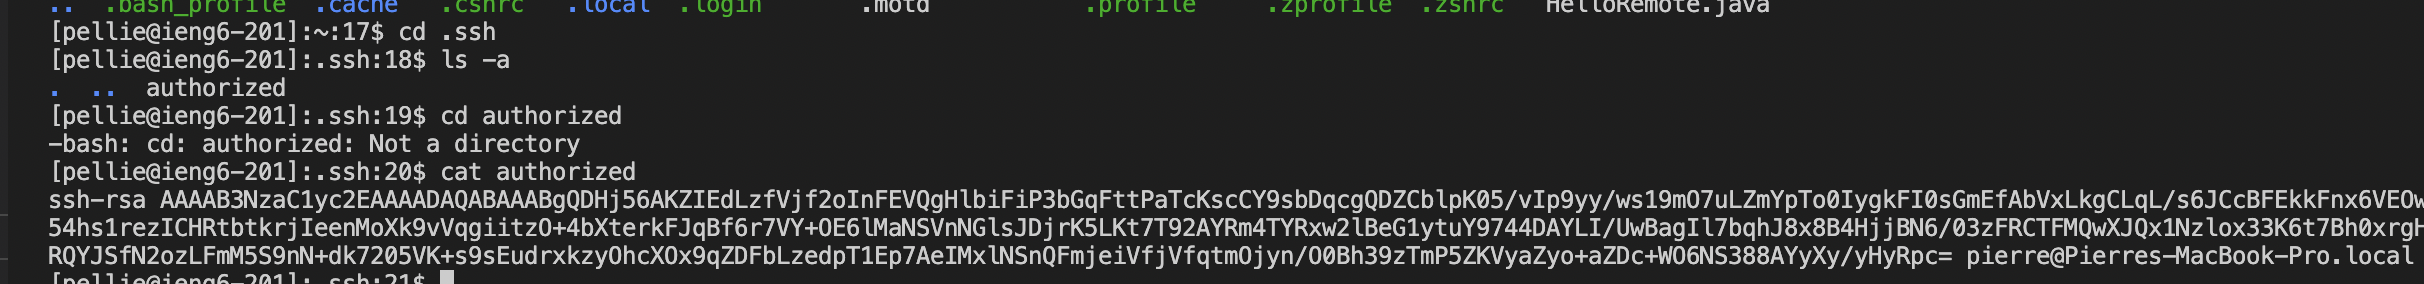 .. .bash_profile .cache .cshrc .local .login .motd .profile .zprofile .zshrc HelloRemote.java
[pellie@ieng6-201]:~:17$ cd .ssh
[pellie@ieng6-201]:.ssh:18$ ls -a
. .. authorized
[pellie@ieng6-201]:.ssh:19$ cd authorized
-bash: cd: authorized: Not a directory
[pellie@ieng6-201]:.ssh:20$ cat authorized
ssh-rsa AAAAB3NzaC1yc2EAAAADAQABAAABgQDHj56AKZIEdLzfVjf2oInFEVQgHlbiFiP3bGqFttPaTcKscCY9sbDqcgQDZCblpK05/vIp9yy/ws19mO7uLZmYpTo0IygkFI0sGmEfAbVxLkgCLqL/s6JCcBFEkkFnx6VEOw
54hs1rezICHRtbtkrjIeenMoXk9vVqgiitzO+4bXterkFJqBf6r7VY+OE6lMaNSVnNGlsJDjrK5LKt7T92AYRm4TYRxw2lBeG1ytuY9744DAYLI/UwBagIl7bqhJ8x8B4HjjBN6/03zFRCTFMQwXJQx1Nzlox33K6t7Bh0xrgH
RQYJSfN2ozLFmM5S9nN+dk7205VK+s9sEudrxkzyOhcXOx9qZDFbLzedpT1Ep7AeIMxlNSnQFmjeiVfjVfqtmOjyn/O0Bh39zTmP5ZKVyaZyo+aZDc+WO6NS388AYyXy/yHyRpc= pierre@Pierres-MacBook-Pro.local
[pellie@ieng6-201]:.ssh:21$